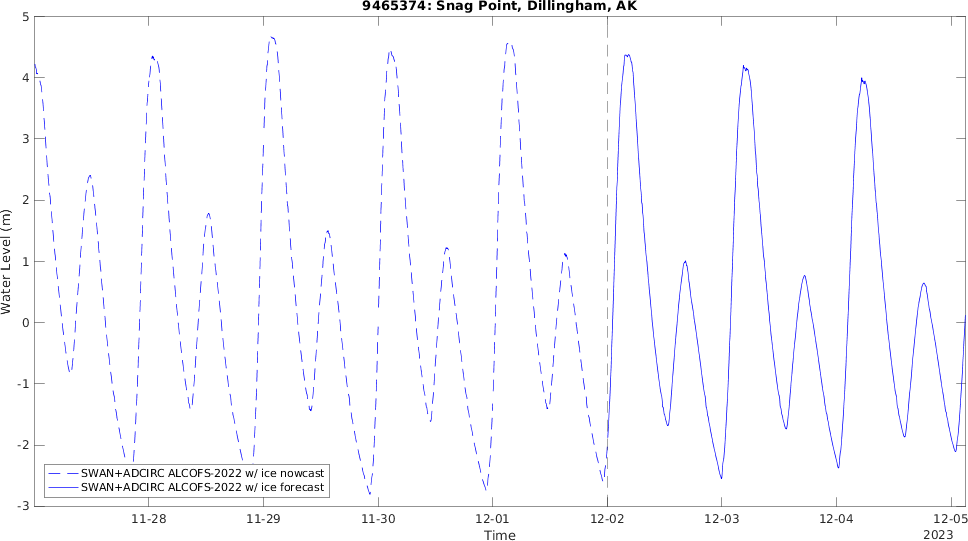 9465374: Snag Point, Dillingham, AK
Water Level (m)
5
4
3
2
1
0
-1
-2
-3
SWAN+ADCIRC ALCOFS-2022 w/ ice nowcast
SWAN+ADCIRC ALCOFS-2022 w/ ice forecast
11-28 11-29 11-30 12-01 12-02 12-03 12-04 12-05
Time 2023